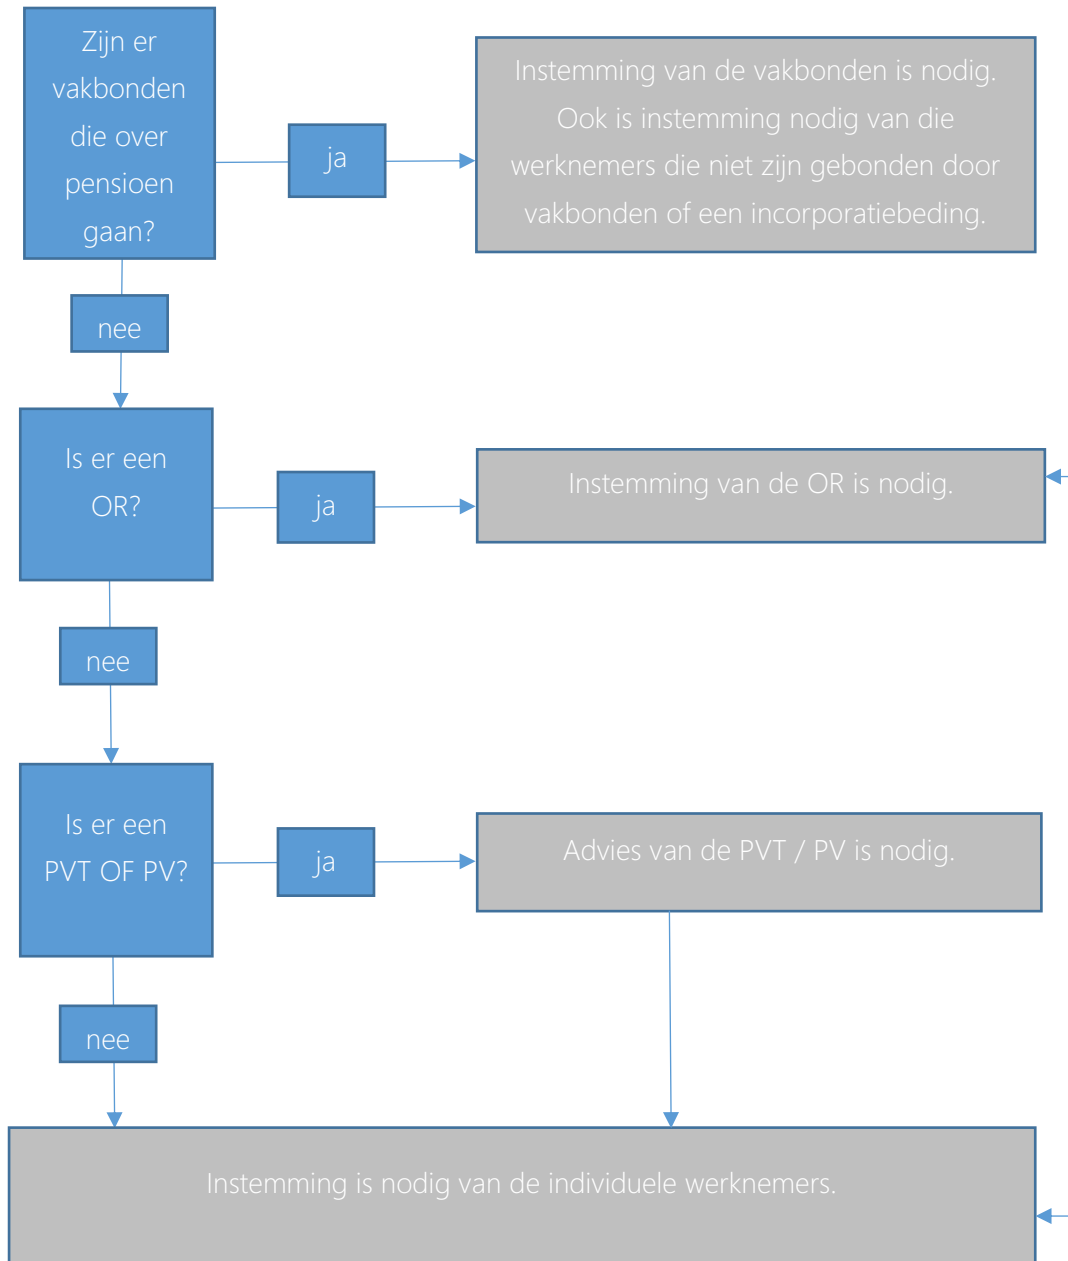 Zijn er
vakbonden
die over
pensioen
gaan?
ja
Instemming van de vakbonden is nodig.
Ook is instemming nodig van die
werknemers die niet zijn gebonden door
vakbonden of een incorporatiebeding.
nee
Is er een
OR?
ja
Instemming van de OR is nodig.
nee
Is er een
PVT OF PV?
ja
Advies van de PVT / PV is nodig.
nee
Instemming is nodig van de individuele werknemers.